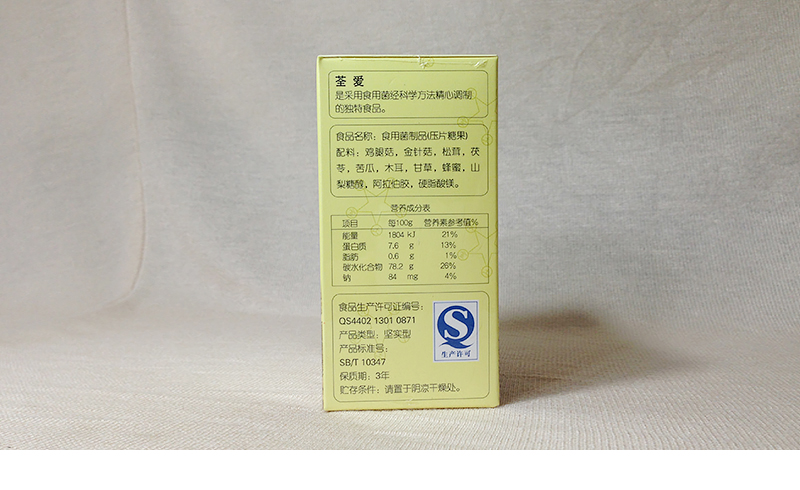 荃 爱
是采用食用菌经科学方法精心调制
的独特食品。
食品名称：食用菌制品(压片糖果)
配料：鸡腿菇，金针菇，松茸，茯
苓，苦瓜，木耳，甘草，蜂蜜，山
梨糖醇，阿拉伯胶，硬脂酸镁。
营养成分表
项目 每100g 营养素参考值%
能量 1804 kJ 21%
蛋白质 7.6 g 13%
脂肪 0.6 g 1%
碳水化合物 78.2 g 26%
钠 84 mg 4%
食品生产许可证编号：
QS4402 1301 0871
产品类型：坚实型
产品标准号：
SB/T 10347
保质期：3年
贮存条件：请置于阴凉干燥处。
QS
生产许可